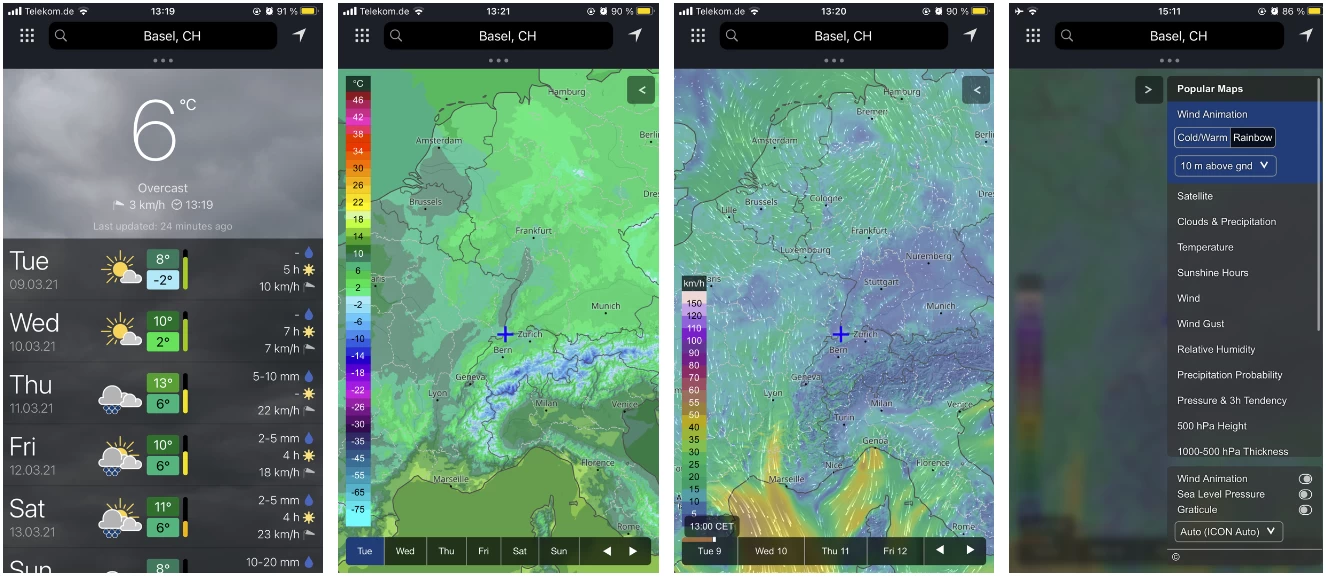 Telekom.de 13:19 91 %
Basel, CH
6 °C
Overcast
3 km/h 13:19
Last updated: 24 minutes ago
Tue 8° -
09.03.21 -2° 5 h
10 km/h
Wed 10° -
10.03.21 2° 7 h
7 km/h
Thu 13° 5-10 mm
11.03.21 6° -
22 km/h
Fri 10° 2-5 mm
12.03.21 6° 4 h
18 km/h
Sat 11° 2-5 mm
13.03.21 6° 4 h
23 km/h
Sun 8° 10-20 mm
Telekom.de 13:21 90 %
Basel, CH
°C
46
42
38
34
30
26
22
18
14
10
6
2
-2
-6
-10
-14
-18
-22
-26
-30
-35
-45
-55
-65
-75
<
Hamburg
Berli
Amsterdam
Dres
Brussels
Frankfurt
aris
Munich
Zurich
Bern
Geneva
Lyon
Milan
Venice
Florence
Marseille
Rome
Tue Wed Thu Fri Sat Sun
Telekom.de 13:20 90 %
Basel, CH
<
Hamburg
Bremen
Berli
Amsterdam
Dres
Lille Brussels Cologne
Frankfurt
Luxembourg
Nuremberg
Stuttgart
Munich
Zurich
Bern
Geneva
Lyon
Milan
Venice
Turin
Genoa
Nice
Florence
Marseille
Rome
km/h
150
120
110
100
90
80
70
60
55
50
40
35
30
25
20
15
10
5
13:00 CET
Tue 9 Wed 10 Thu 11 Fri 12
15:11 86 %
Basel, CH
>
Popular Maps
Wind Animation
Cold/Warm Rainbow
10 m above gnd
Satellite
Clouds & Precipitation
Temperature
Sunshine Hours
Wind
Wind Gust
Relative Humidity
Precipitation Probability
Pressure & 3h Tendency
500 hPa Height
1000-500 hPa Thickness
Wind Animation
Sea Level Pressure
Graticule
Auto (ICON Auto)
©